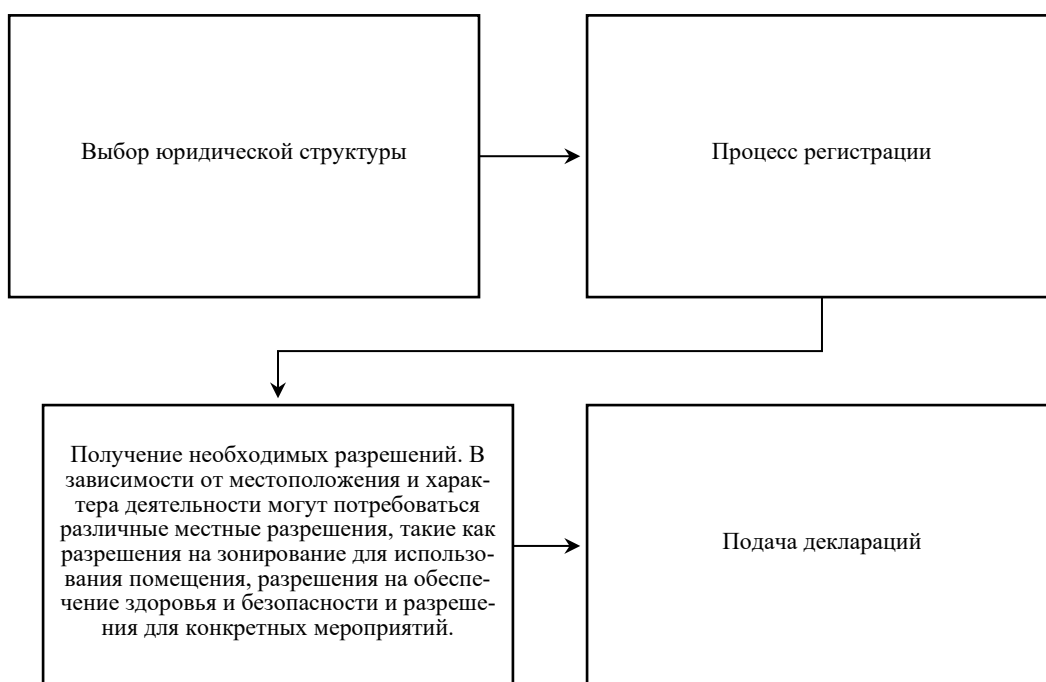 Выбор юридической структуры
Процесс регистрации
Получение необходимых разрешений. В
зависимости от местоположения и харак-
тера деятельности могут потребоваться
различные местные разрешения, такие как
разрешения на зонирование для использо-
вания помещения, разрешения на обеспе-
чение здоровья и безопасности и разреше-
ния для конкретных мероприятий.
Подача деклараций